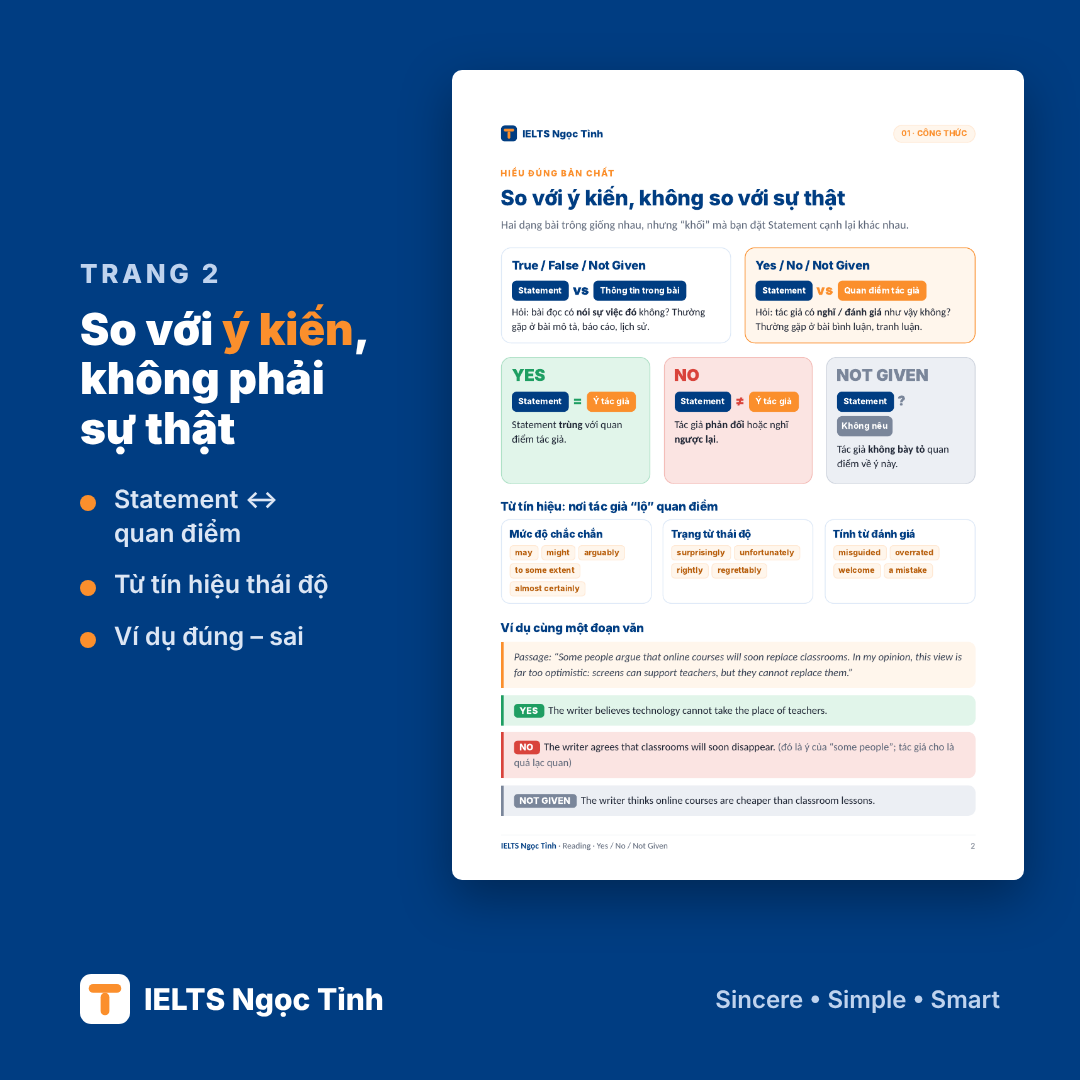 TRANG 2
So với ý kiến,
không phải
sự thật
Statement ↔
quan điểm
Từ tín hiệu thái độ
Ví dụ đúng – sai
IELTS Ngọc Tỉnh
01 · CÔNG THỨC
HIỂU ĐÚNG BẢN CHẤT
So với ý kiến, không so với sự thật
Hai dạng bài trông giống nhau, nhưng "khối" mà bạn đặt Statement cạnh lại khác nhau.
True / False / Not Given
Statement vs Thông tin trong bài
Hỏi: bài đọc có nói sự việc đó không? Thường
gặp ở bài mô tả, báo cáo, lịch sử.
Yes / No / Not Given
Statement vs Quan điểm tác giả
Hỏi: tác giả có nghĩ / đánh giá như vậy không?
Thường gặp ở bài bình luận, tranh luận.
YES
Statement = Ý tác giả
Statement trùng với quan
điểm tác giả.
NO
Statement ≠ Ý tác giả
Tác giả phản đối hoặc nghĩ
ngược lại.
NOT GIVEN
Statement ?
Không nêu
Tác giả không bày tỏ quan
điểm về ý này.
Từ tín hiệu: nơi tác giả “lộ” quan điểm
Mức độ chắc chắn
may might arguably
to some extent
almost certainly
Trạng từ thái độ
surprisingly unfortunately
rightly regrettably
Tính từ đánh giá
misguided overrated
welcome a mistake
Ví dụ cùng một đoạn văn
Passage: "Some people argue that online courses will soon replace classrooms. In my opinion, this view is
far too optimistic: screens can support teachers, but they cannot replace them."
YES The writer believes technology cannot take the place of teachers.
NO The writer agrees that classrooms will soon disappear. (đó là ý của "some people"; tác giả cho là
quá lạc quan)
NOT GIVEN The writer thinks online courses are cheaper than classroom lessons.
IELTS Ngọc Tỉnh · Reading · Yes / No / Not Given
2
IELTS Ngọc Tỉnh
Sincere • Simple • Smart